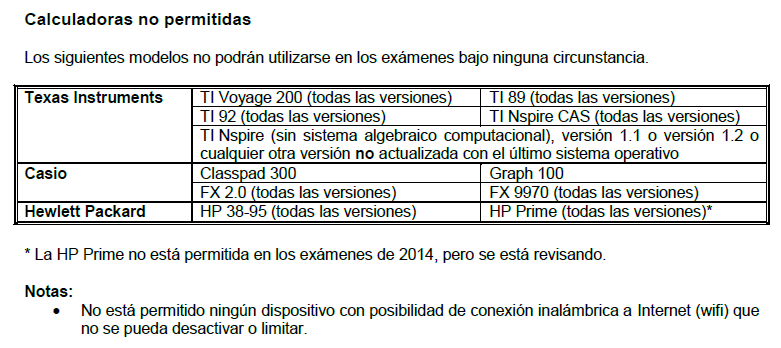 Calculadoras no permitidas
Los siguientes modelos no podrán utilizarse en los exámenes bajo ninguna circunstancia.
Texas Instruments TI Voyage 200 (todas las versiones) TI 89 (todas las versiones)
TI 92 (todas las versiones) TI Nspire CAS (todas las versiones)
TI Nspire (sin sistema algebraico computacional), versión 1.1 o versión 1.2 o
cualquier otra versión no actualizada con el último sistema operativo
Casio Classpad 300 Graph 100
FX 2.0 (todas las versiones) FX 9970 (todas las versiones)
Hewlett Packard HP 38-95 (todas las versiones) HP Prime (todas las versiones)*
* La HP Prime no está permitida en los exámenes de 2014, pero se está revisando.
Notas:
• No está permitido ningún dispositivo con posibilidad de conexión inalámbrica a Internet (wifi) que
no se pueda desactivar o limitar.